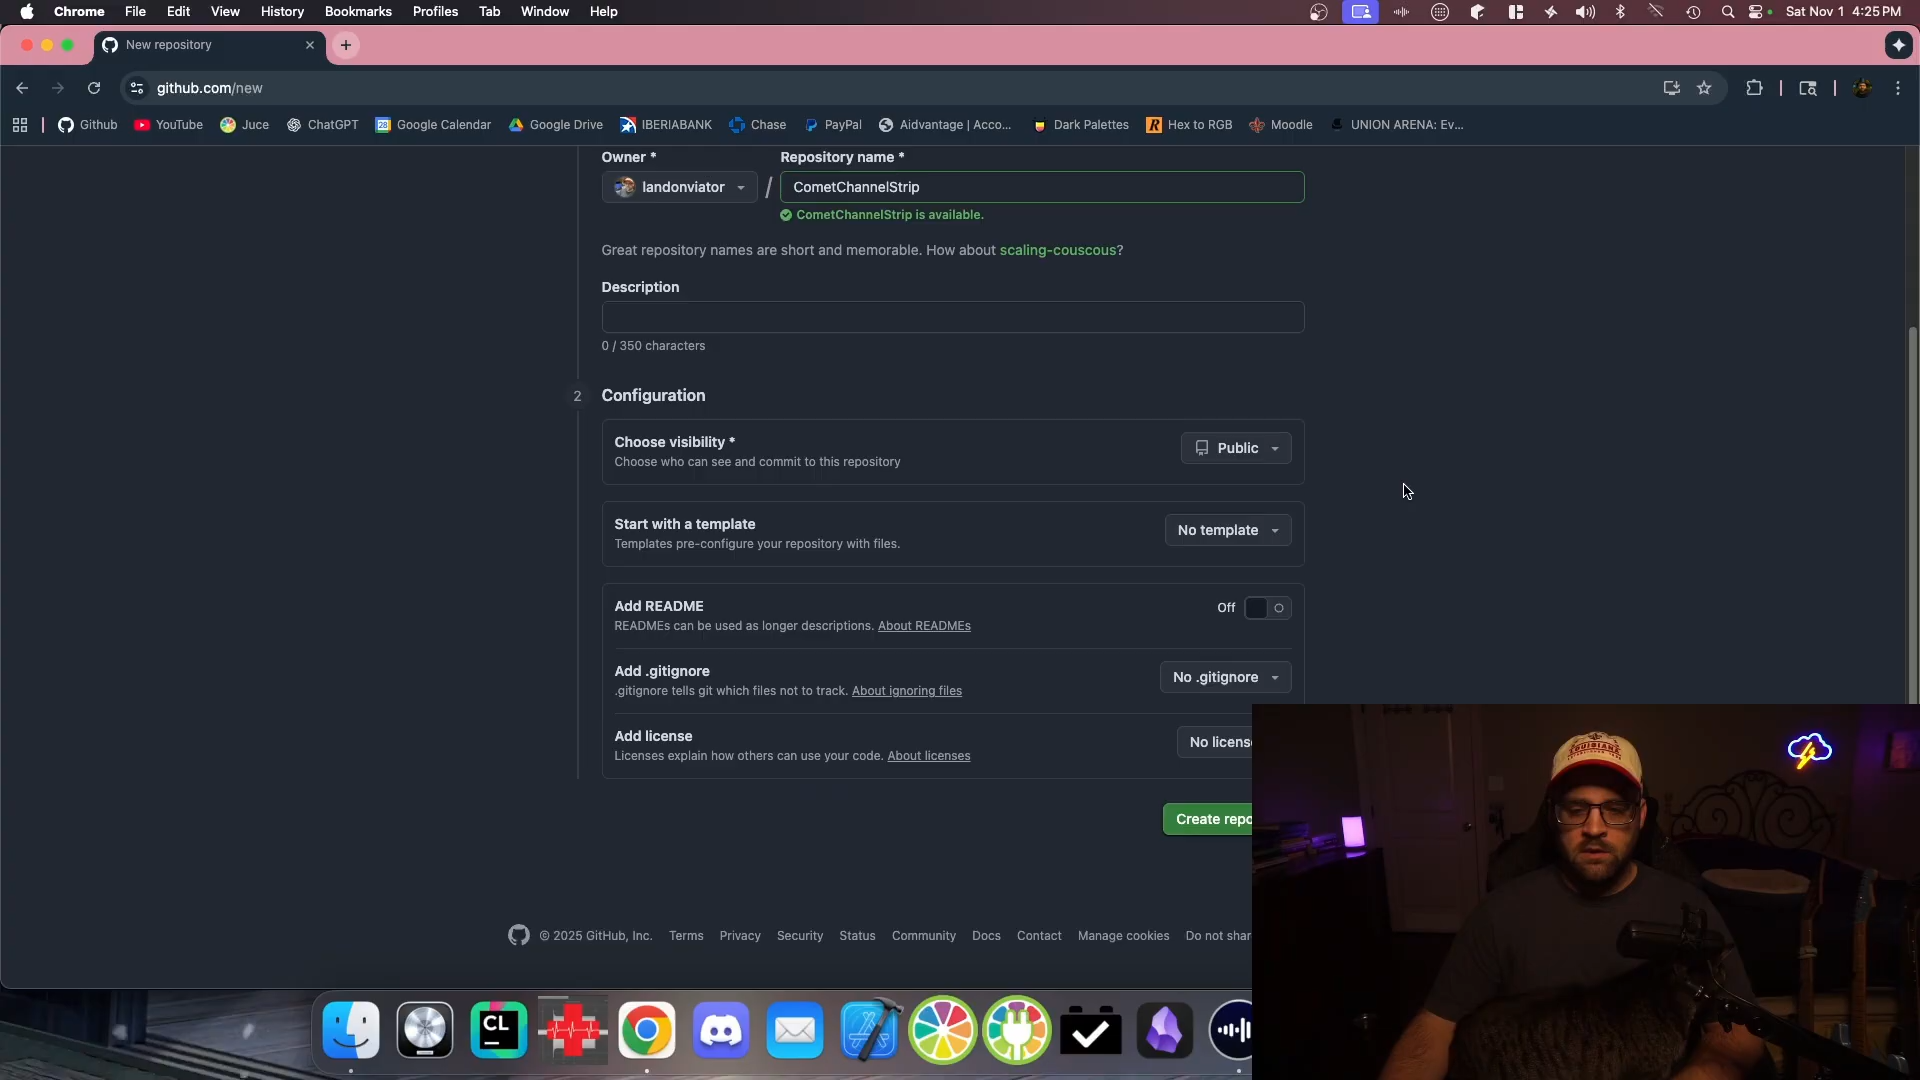 Chrome File Edit View History Bookmarks Profiles Tab Window Help Sat Nov 1 4:25 PM
New repository
github.com/new
Github YouTube Juce ChatGPT Google Calendar Google Drive IBERIABANK Chase PayPal Aidvantage | Acco... Dark Palettes Hex to RGB Moodle UNION ARENA: Ev...
Owner * Repository name *
landonviator / CometChannelStrip
CometChannelStrip is available.
Great repository names are short and memorable. How about scaling-couscous?
Description
0 / 350 characters
2 Configuration
Choose visibility *
Choose who can see and commit to this repository
Public
Start with a template
Templates pre-configure your repository with files.
No template
Add README
READMEs can be used as longer descriptions. About READMEs
Off
Add .gitignore
.gitignore tells git which files not to track. About ignoring files
No .gitignore
Add license
Licenses explain how others can use your code. About licenses
No license
Create repo
© 2025 GitHub, Inc. Terms Privacy Security Status Community Docs Contact Manage cookies Do not shar
CL